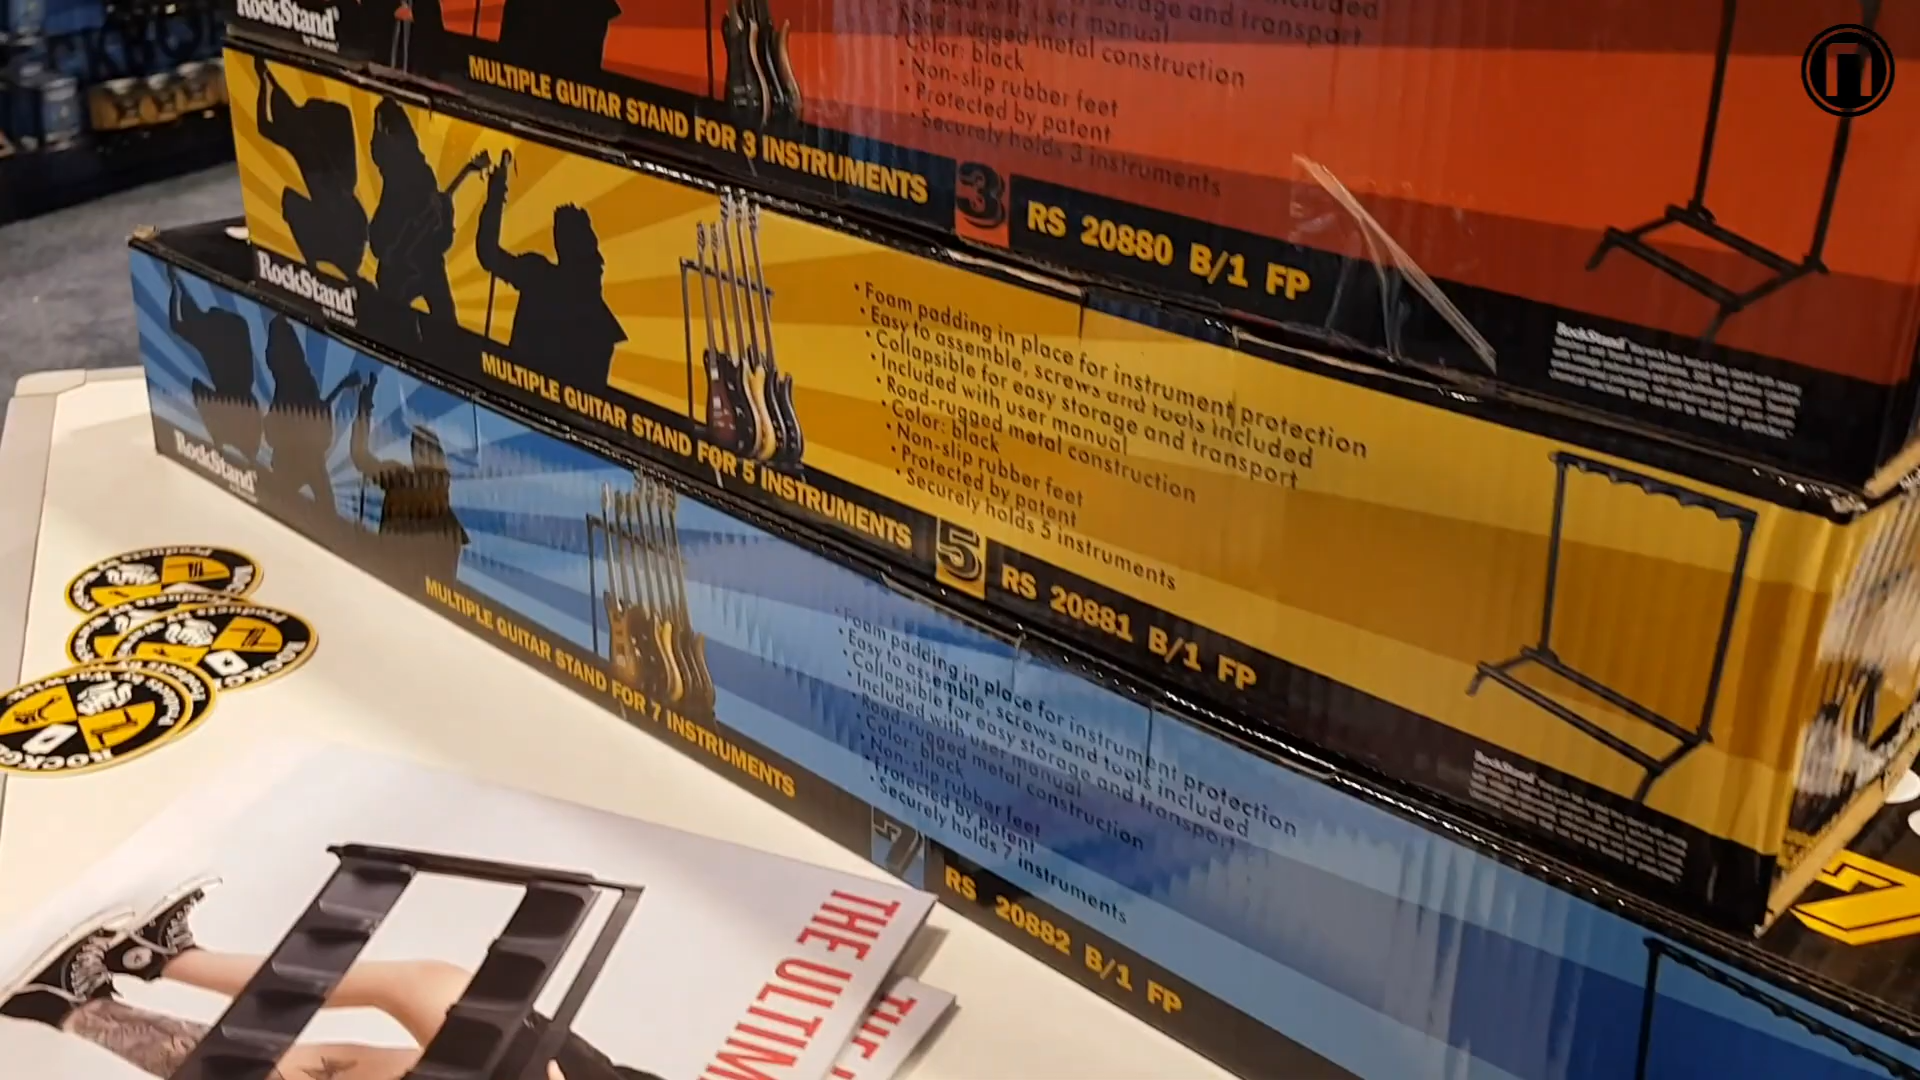 RockStand
by Warwick
MULTIPLE GUITAR STAND FOR 3 INSTRUMENTS
included
storage and transport
manual
Road-rugged metal construction
• Color: black
• Non-slip rubber feet
• Protected by patent
• Securely holds 3 instruments
3
RS 20880 B/1 FP
RockStand
RockStand
by Warwick
MULTIPLE GUITAR STAND FOR 5 INSTRUMENTS
• Foam padding in place for instrument protection
• Easy to assemble, screws and tools included
• Collapsible for easy storage and transport
• Included with user manual
• Road-rugged metal construction
• Color: black
• Non-slip rubber feet
• Protected by patent
• Securely holds 5 instruments
5
RS 20881 B/1 FP
RockStand
RockStand
MULTIPLE GUITAR STAND FOR 7 INSTRUMENTS
• Foam padding in place for instrument protection
• Easy to assemble, screws and tools included
• Collapsible for easy storage and transport
• Included with user manual
• Road-rugged metal construction
• Color: black
• Non-slip rubber feet
• Protected by patent
• Securely holds 7 instruments
7
RS 20882 B/1 FP
7
THE ULTIM
THE